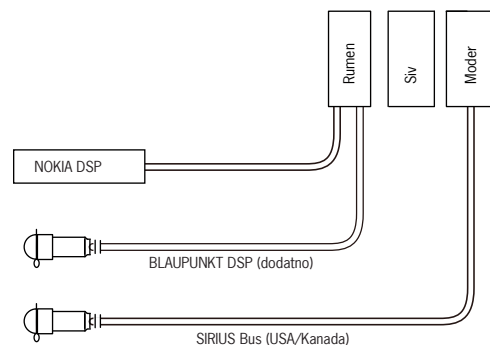 Rumen
Siv
Moder
NOKIA DSP
BLAUPUNKT DSP (dodatno)
SIRIUS Bus (USA/Kanada)